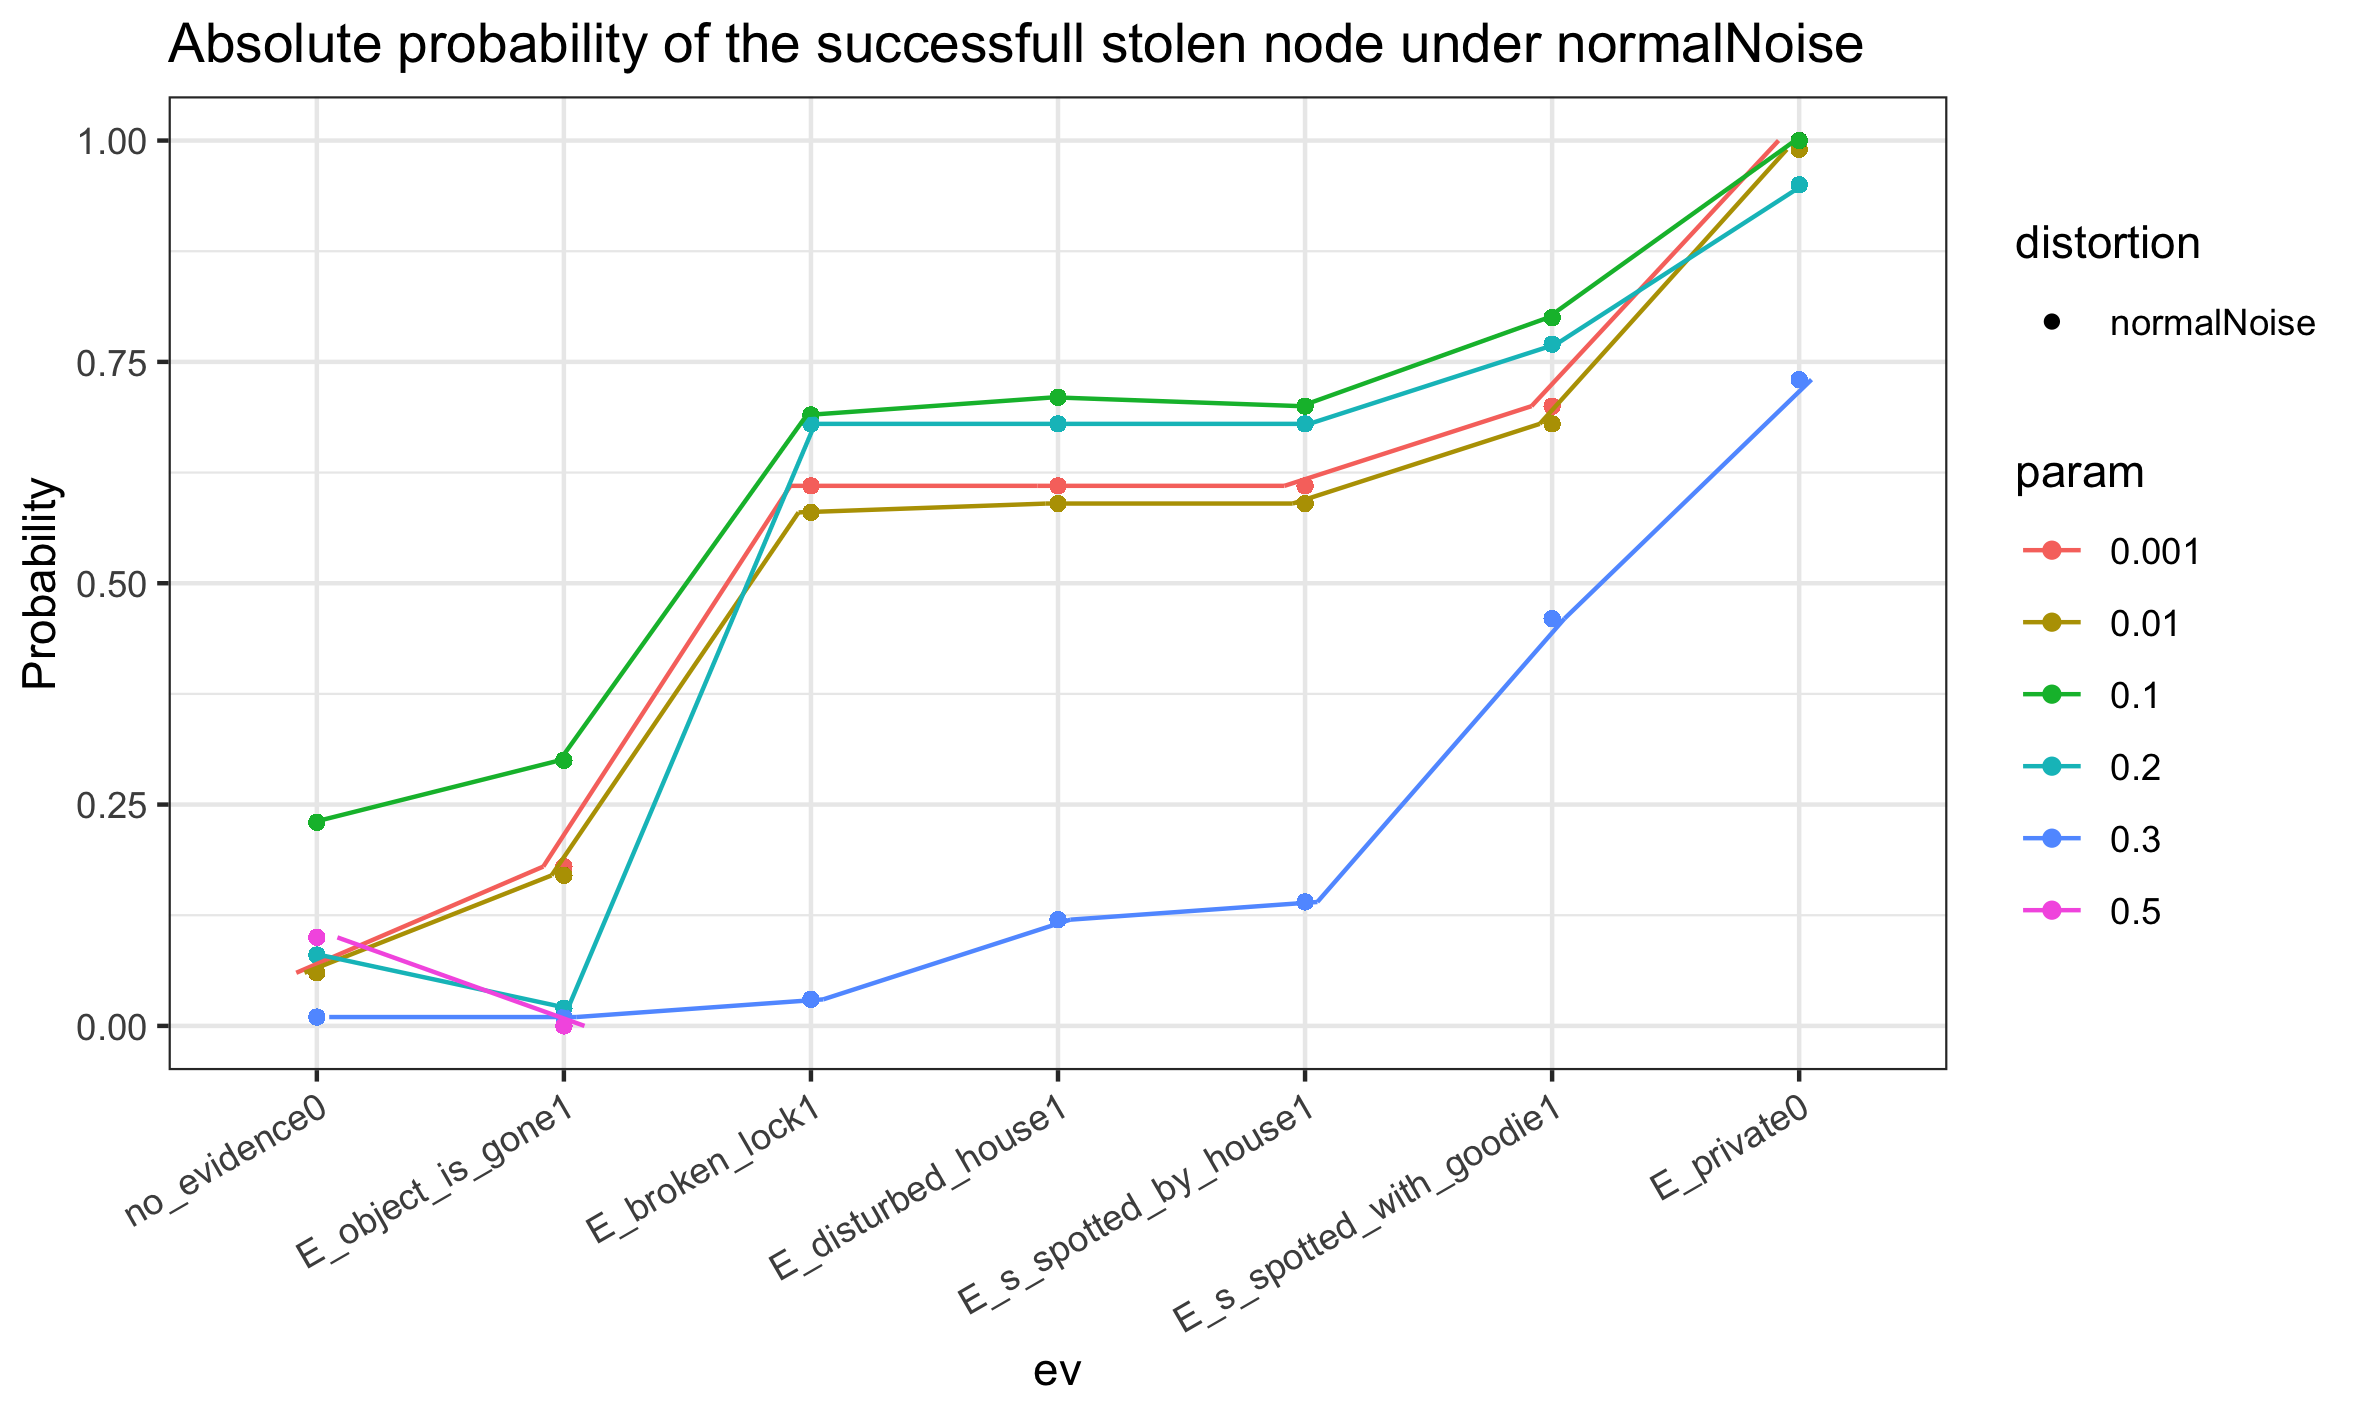 Absolute probability of the successfull stolen node under normalNoise
Probability
1.00
0.75
0.50
0.25
0.00
no_evidence0
E_object_is_gone1
E_broken_lock1
E_disturbed_house1
E_s_spotted_by_house1
E_s_spotted_with_goodie1
E_private0
ev
distortion
normalNoise
param
0.001
0.01
0.1
0.2
0.3
0.5